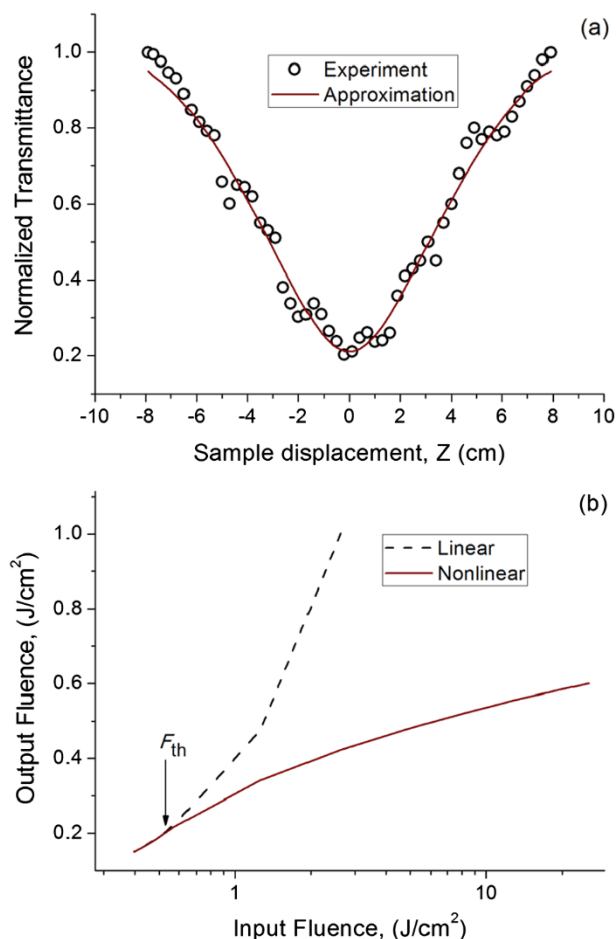 (a)
Normalized Transmittance
1.0
0.8
0.6
0.4
0.2
Experiment
Approximation
-10 -8 -6 -4 -2 0 2 4 6 8 10
Sample displacement, Z (cm)
(b)
Output Fluence, (J/cm²)
1.0
0.8
0.6
0.4
0.2
Linear
Nonlinear
F_th
1 10
Input Fluence, (J/cm²)